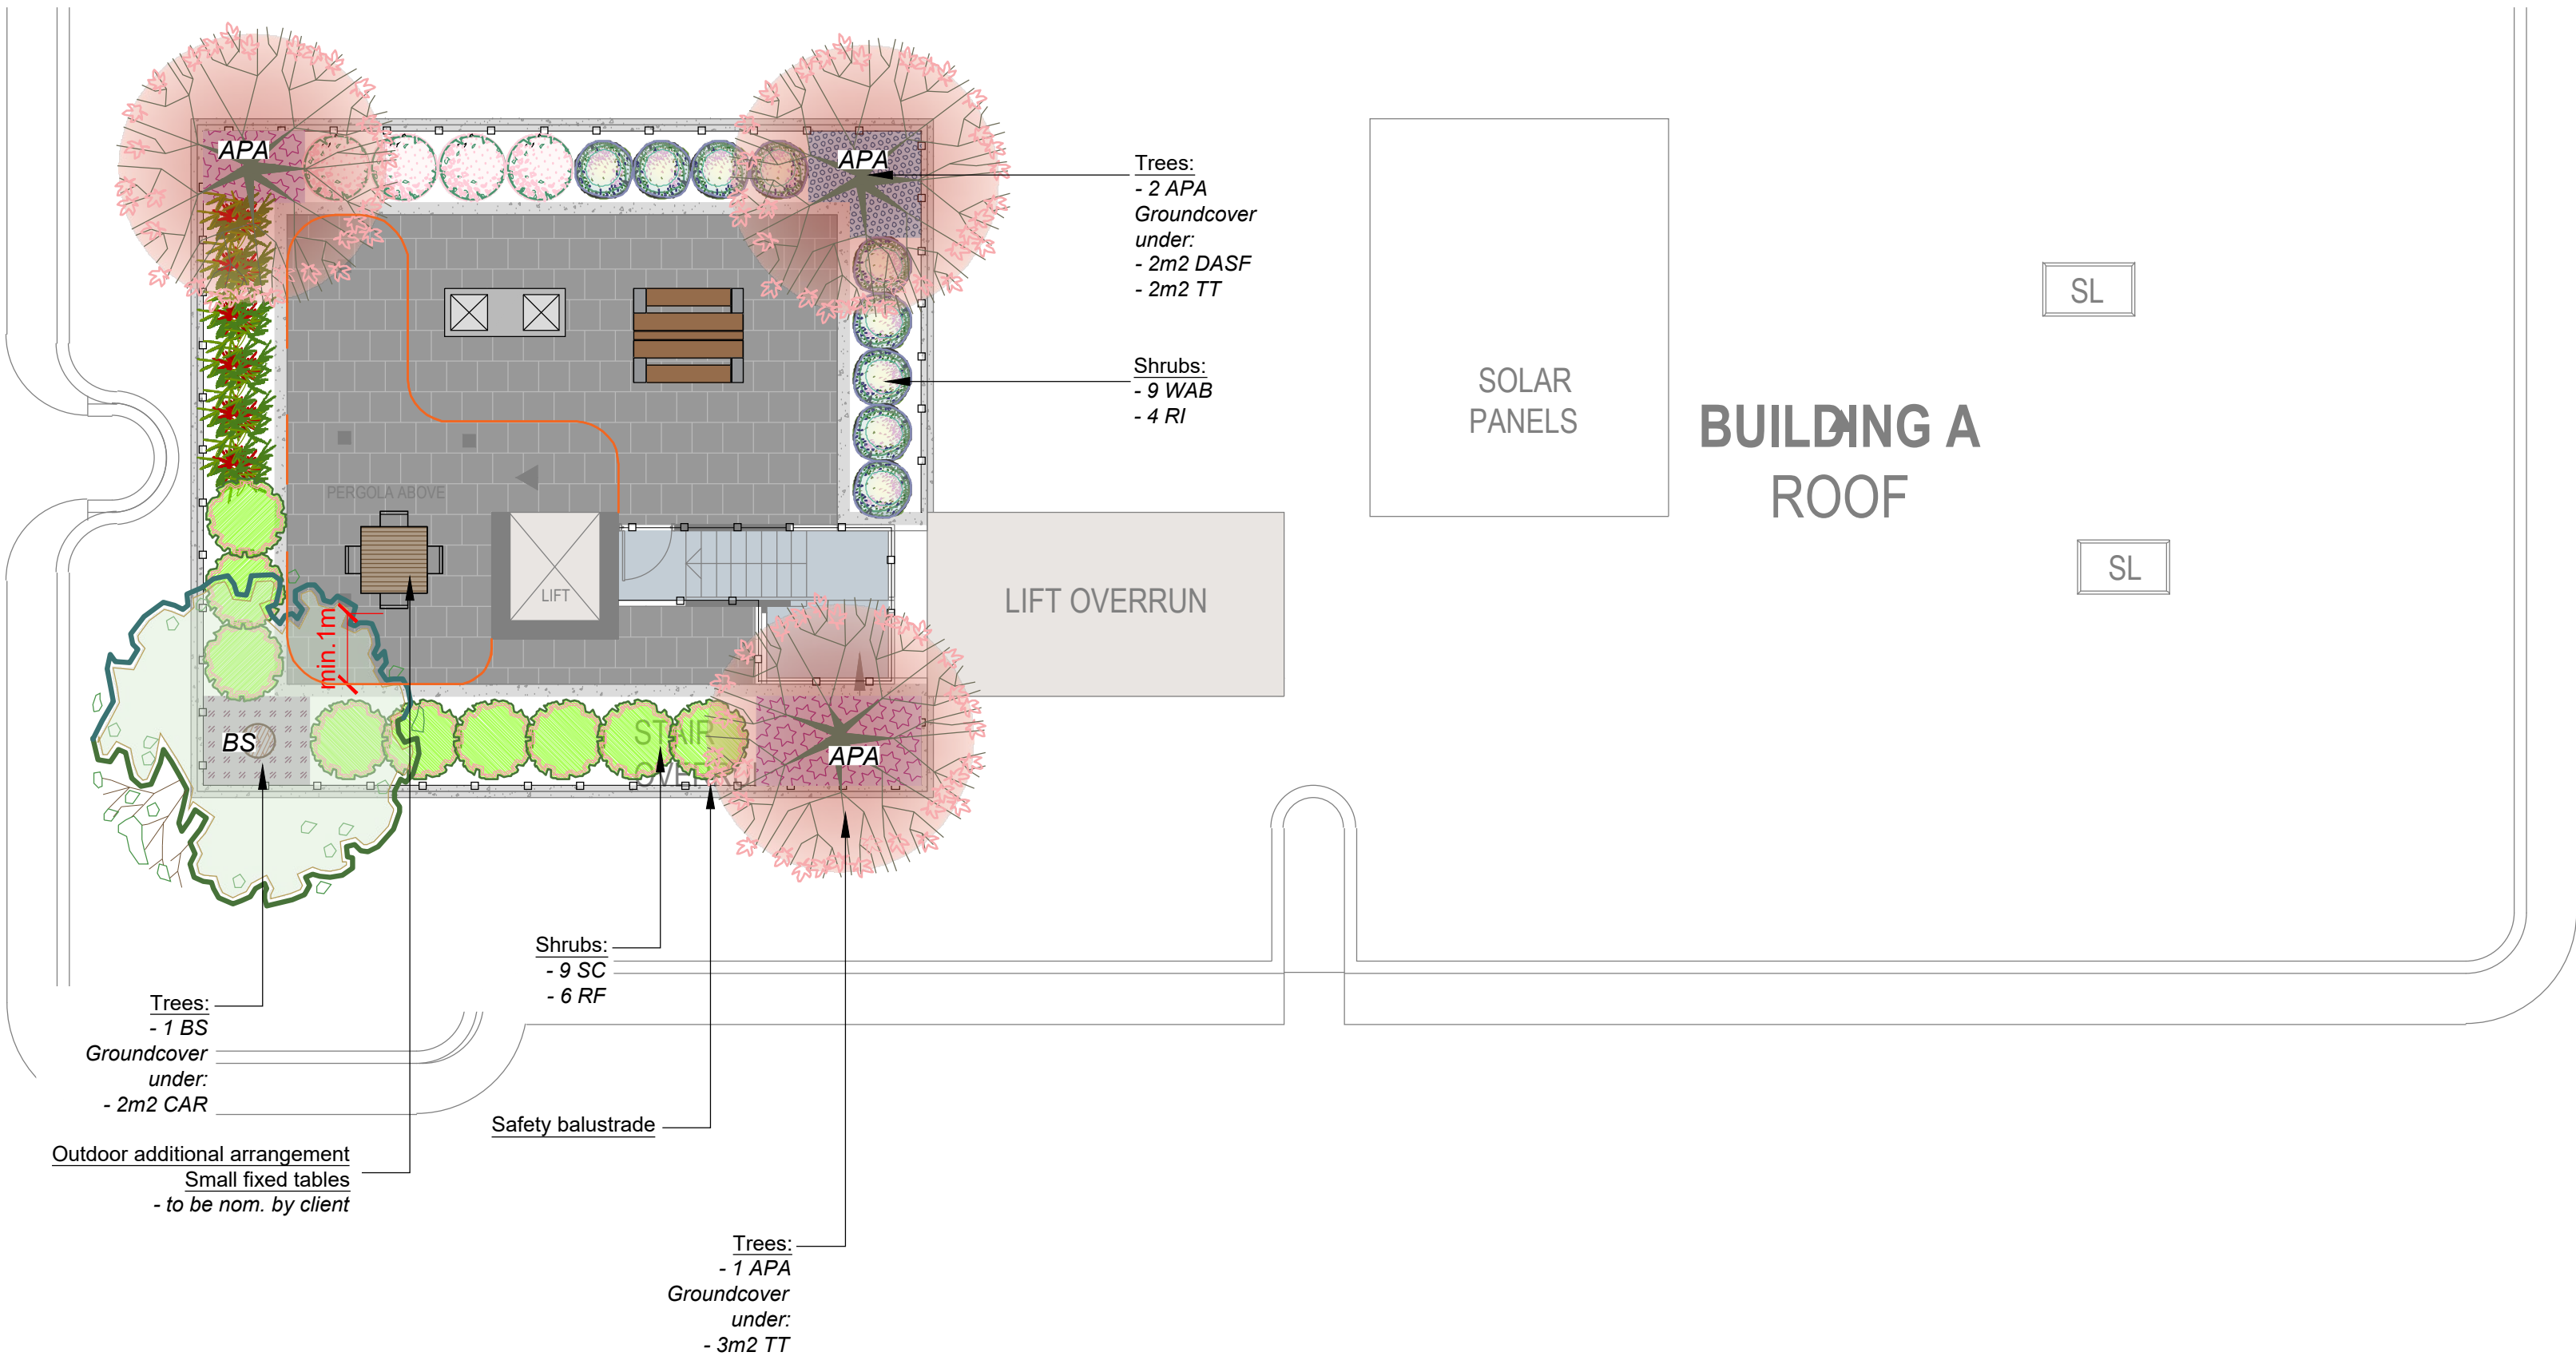 APA
APA
Trees:
- 2 APA
Groundcover
under:
- 2m2 DASF
- 2m2 TT
Shrubs:
- 9 WAB
- 4 RI
SL
SOLAR
PANELS
BUILDING A
ROOF
PERGOLA ABOVE
LIFT
LIFT OVERRUN
SL
min. 1m
BS
STAIR
OVERRUN
APA
Shrubs:
- 9 SC
- 6 RF
Trees:
- 1 BS
Groundcover
under:
- 2m2 CAR
Safety balustrade
Outdoor additional arrangement
Small fixed tables
- to be nom. by client
Trees:
- 1 APA
Groundcover
under:
- 3m2 TT